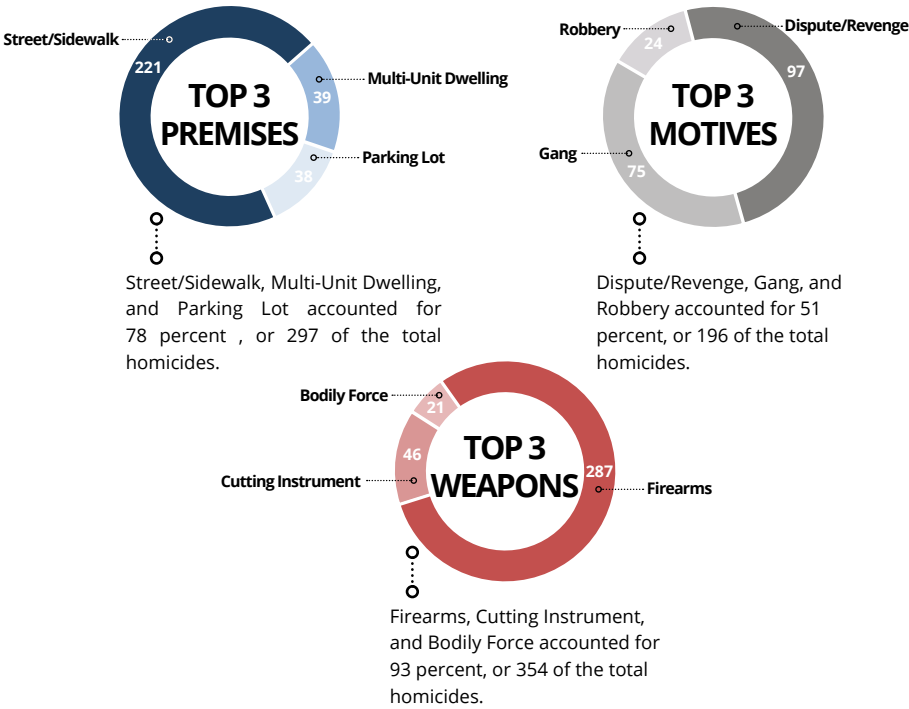 Street/Sidewalk
221
TOP 3
PREMISES
39
Multi-Unit Dwelling
Parking Lot
38
Street/Sidewalk, Multi-Unit Dwelling,
and Parking Lot accounted for
78 percent , or 297 of the total
homicides.
Robbery
24
Dispute/Revenge
97
TOP 3
MOTIVES
Gang
75
Dispute/Revenge, Gang, and
Robbery accounted for 51
percent, or 196 of the total
homicides.
Bodily Force
21
46
TOP 3
WEAPONS
Cutting Instrument
287
Firearms
Firearms, Cutting Instrument,
and Bodily Force accounted for
93 percent, or 354 of the total
homicides.